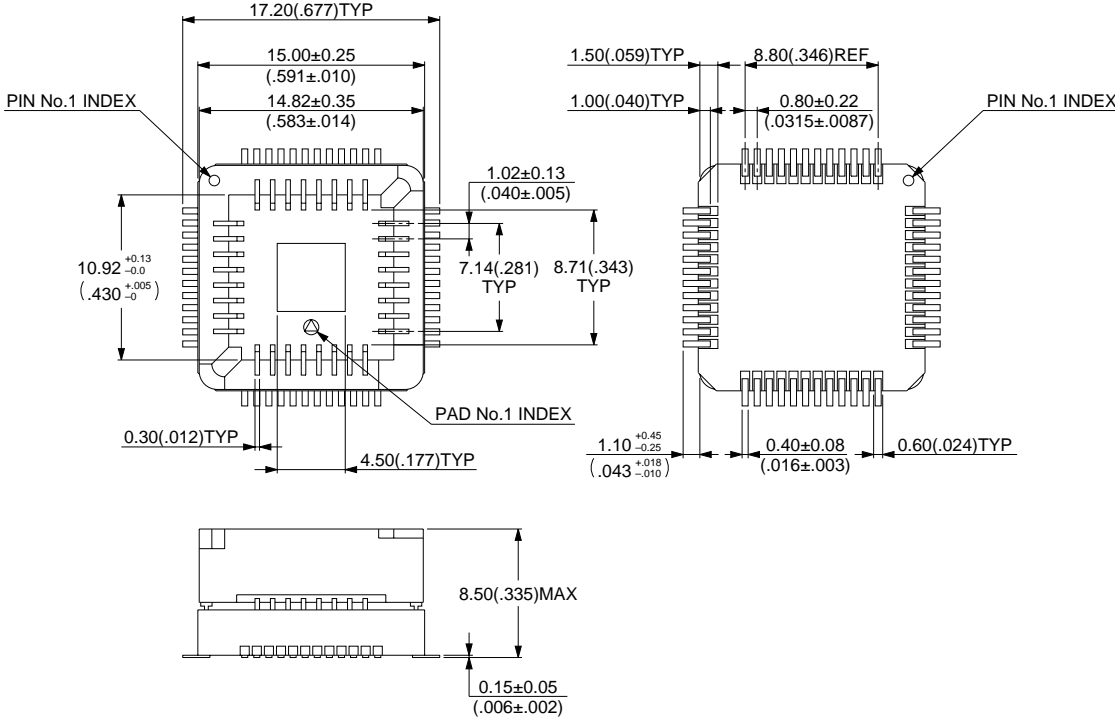 17.20(.677)TYP
15.00±0.25
(.591±.010)
PIN No.1 INDEX
14.82±0.35
(.583±.014)
1.02±0.13
(.040±.005)
10.92 +0.13 −0.0
(.430 +.005 −0)
7.14(.281)
TYP
8.71(.343)
TYP
PAD No.1 INDEX
0.30(.012)TYP
4.50(.177)TYP
1.50(.059)TYP
8.80(.346)REF
1.00(.040)TYP
0.80±0.22
(.0315±.0087)
PIN No.1 INDEX
1.10 +0.45 −0.25
(.043 +.018 −.010)
0.40±0.08
(.016±.003)
0.60(.024)TYP
8.50(.335)MAX
0.15±0.05
(.006±.002)